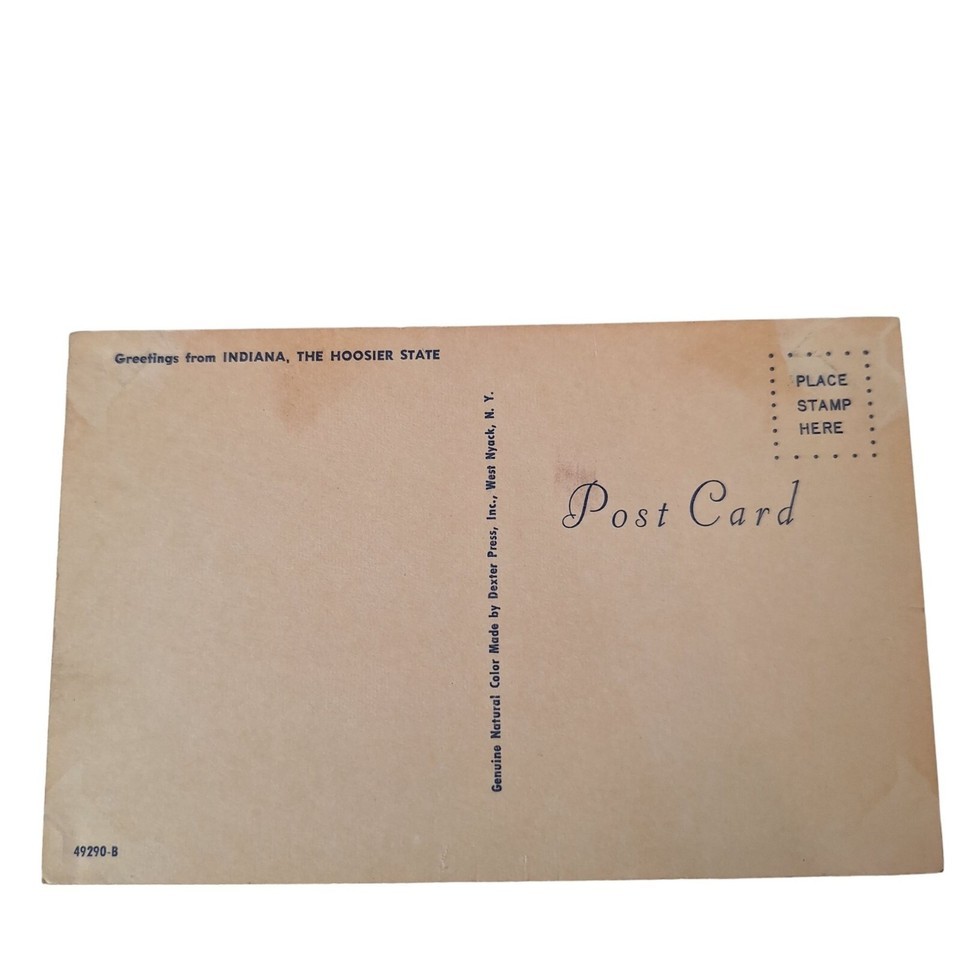 Greetings from INDIANA, THE HOOSIER STATE
PLACE
STAMP
HERE
Post Card
Genuine Natural Color Made by Dexter Press, Inc., West Nyack, N. Y.
49290-B